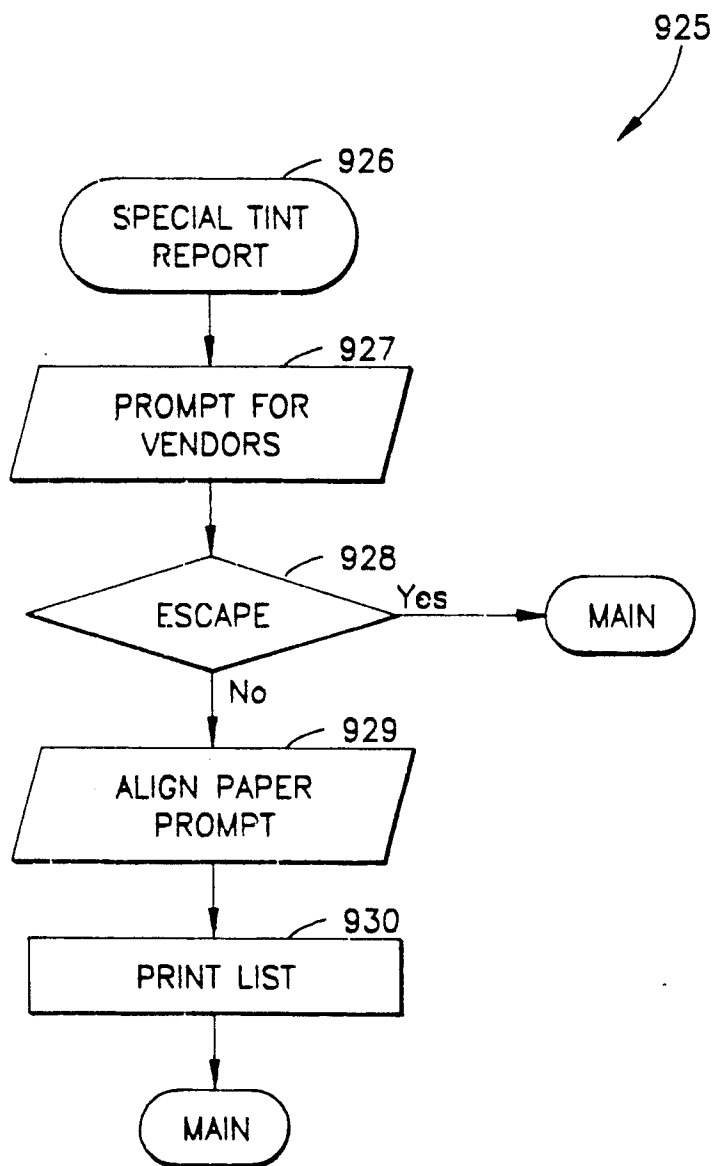 925
926
SPECIAL TINT
REPORT
927
PROMPT FOR
VENDORS
928
ESCAPE
Yes
MAIN
No
929
ALIGN PAPER
PROMPT
930
PRINT LIST
MAIN